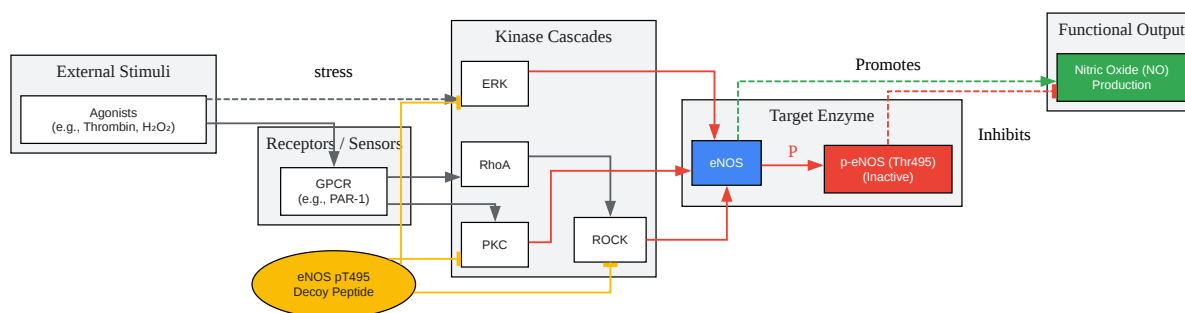 External Stimuli
Agonists
(e.g., Thrombin, H₂O₂)
stress
Receptors / Sensors
GPCR
(e.g., PAR-1)
eNOS pT495
Decoy Peptide
Kinase Cascades
ERK
RhoA
PKC
ROCK
Target Enzyme
eNOS
P
p-eNOS (Thr495)
(Inactive)
Promotes
Inhibits
Functional Output
Nitric Oxide (NO)
Production